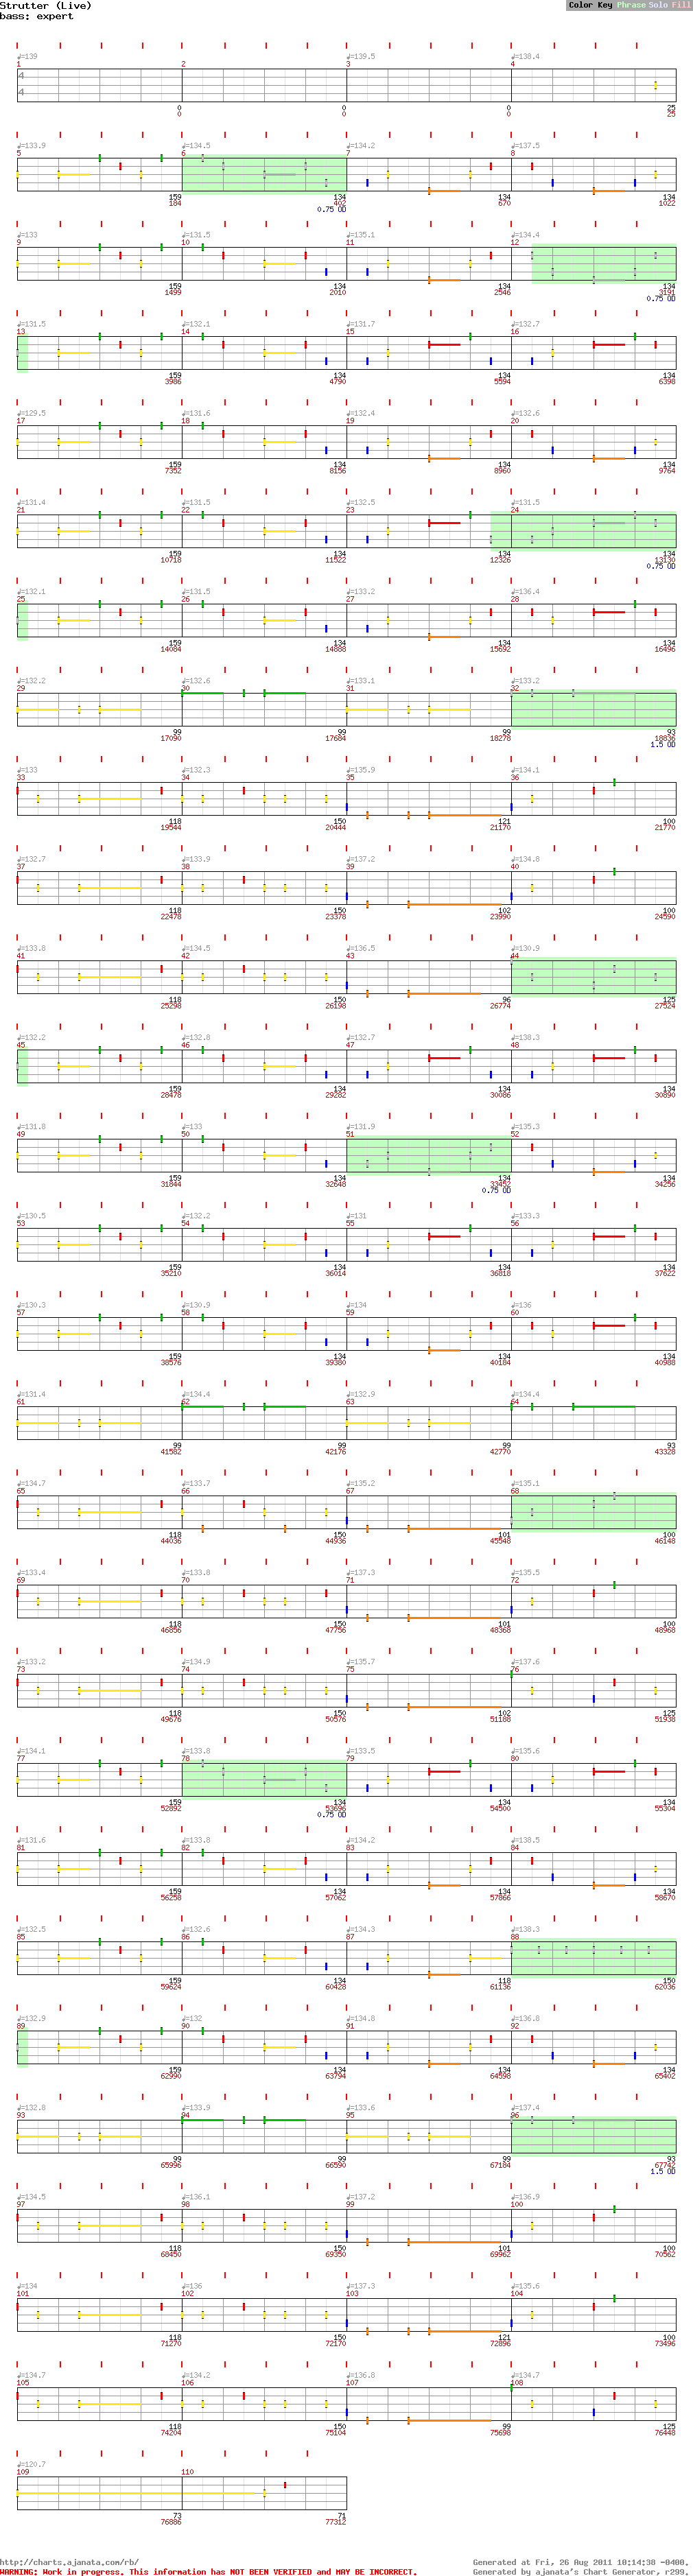 Strutter (Live)
Color Key Phrase Solo Fill
bass: expert
♩=139 ♩=139.5 ♩=138.4
1 2 3 4
4
4
0 0 0 25
0 0 0 25
♩=133.9 ♩=134.5 ♩=134.2 ♩=137.5
5 6 7 8
159 134 134 134
184 402 670 1022
0.75 OD
♩=133 ♩=131.5 ♩=135.1 ♩=134.4
9 10 11 12
159 134 134 134
1499 2010 2546 3191
0.75 OD
♩=131.5 ♩=132.1 ♩=131.7 ♩=132.7
13 14 15 16
159 134 134 134
3986 4790 5594 6398
♩=129.5 ♩=131.6 ♩=132.4 ♩=132.6
17 18 19 20
159 134 134 134
7352 8156 8960 9764
♩=131.4 ♩=131.5 ♩=132.5 ♩=131.5
21 22 23 24
159 134 134 134
10718 11522 12326 13130
0.75 OD
♩=132.1 ♩=131.5 ♩=133.2 ♩=136.4
25 26 27 28
159 134 134 134
14084 14888 15692 16496
♩=132.2 ♩=132.6 ♩=133.1 ♩=133.2
29 30 31 32
99 99 99 93
17090 17684 18278 18836
1.5 OD
♩=133 ♩=132.3 ♩=135.9 ♩=134.1
33 34 35 36
118 150 121 100
19544 20444 21170 21770
♩=132.7 ♩=133.9 ♩=137.2 ♩=134.8
37 38 39 40
118 150 102 100
22478 23378 23990 24590
♩=133.8 ♩=134.5 ♩=136.5 ♩=130.9
41 42 43 44
118 150 96 125
25298 26198 26774 27524
♩=132.2 ♩=132.8 ♩=132.7 ♩=138.3
45 46 47 48
159 134 134 134
28478 29282 30086 30890
♩=131.8 ♩=133 ♩=131.9 ♩=135.3
49 50 51 52
159 134 134 134
31844 32648 33452 34256
0.75 OD
♩=130.5 ♩=132.2 ♩=131 ♩=133.3
53 54 55 56
159 134 134 134
35210 36014 36818 37622
♩=130.3 ♩=130.9 ♩=134 ♩=136
57 58 59 60
159 134 134 134
38576 39380 40184 40988
♩=131.4 ♩=134.4 ♩=132.9 ♩=134.4
61 62 63 64
99 99 99 93
41582 42176 42770 43328
♩=134.7 ♩=133.7 ♩=135.2 ♩=135.1
65 66 67 68
118 150 101 100
44036 44936 45548 46148
♩=133.4 ♩=133.8 ♩=137.3 ♩=135.5
69 70 71 72
118 150 101 100
46856 47756 48368 48968
♩=133.2 ♩=134.9 ♩=135.7 ♩=137.6
73 74 75 76
118 150 102 125
49676 50576 51188 51938
♩=134.1 ♩=133.8 ♩=133.5 ♩=135.6
77 78 79 80
159 134 134 134
52892 53696 54500 55304
0.75 OD
♩=131.6 ♩=133.8 ♩=134.2 ♩=138.5
81 82 83 84
159 134 134 134
56258 57062 57866 58670
♩=132.5 ♩=132.6 ♩=134.3 ♩=138.3
85 86 87 88
159 134 118 150
59624 60428 61136 62036
♩=132.9 ♩=132 ♩=134.8 ♩=136.8
89 90 91 92
159 134 134 134
62990 63794 64598 65402
♩=132.8 ♩=133.9 ♩=133.6 ♩=137.4
93 94 95 96
99 99 99 93
65996 66590 67184 67742
1.5 OD
♩=134.5 ♩=136.1 ♩=137.2 ♩=136.9
97 98 99 100
118 150 101 100
68450 69350 69962 70562
♩=134 ♩=136 ♩=137.3 ♩=135.6
101 102 103 104
118 150 121 100
71270 72170 72896 73496
♩=134.7 ♩=134.2 ♩=136.8 ♩=134.7
105 106 107 108
118 150 99 125
74204 75104 75698 76448
♩=120.7
109 110
73 71
76886 77312
http://charts.ajanata.com/rb/
Generated at Fri, 26 Aug 2011 10:14:38 -0400.
WARNING: Work in progress. This information has NOT BEEN VERIFIED and MAY BE INCORRECT.
Generated by ajanata's Chart Generator, r299.